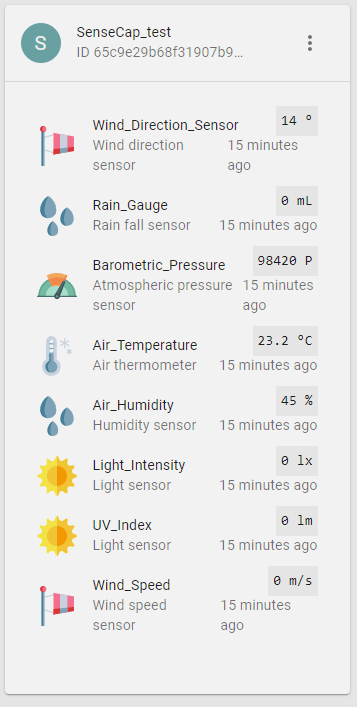 S
SenseCap_test
ID 65c9e29b68f31907b9...
Wind_Direction_Sensor 14 º
Wind direction sensor 15 minutes ago
Rain_Gauge 0 mL
Rain fall sensor 15 minutes ago
Barometric_Pressure 98420 P
Atmospheric pressure sensor 15 minutes ago
Air_Temperature 23.2 ºC
Air thermometer 15 minutes ago
Air_Humidity 45 %
Humidity sensor 15 minutes ago
Light_Intensity 0 lx
Light sensor 15 minutes ago
UV_Index 0 lm
Light sensor 15 minutes ago
Wind_Speed 0 m/s
Wind speed sensor 15 minutes ago